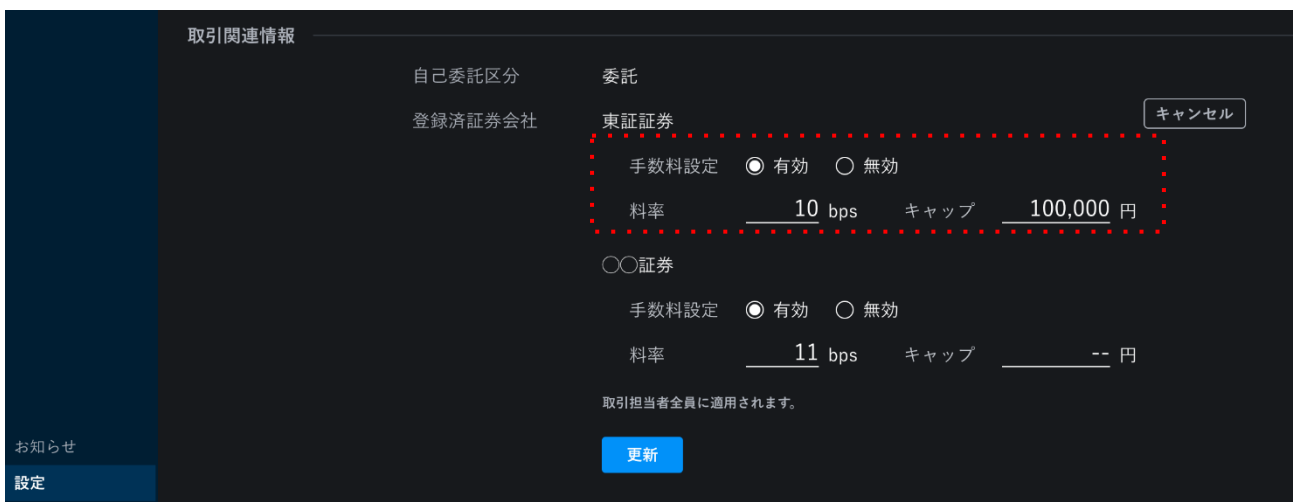 取引関連情報
自己委託区分 委託
登録済証券会社 東証証券 キャンセル
手数料設定 有効 無効
料率 10 bps キャップ 100,000 円
〇〇証券
手数料設定 有効 無効
料率 11 bps キャップ -- 円
取引担当者全員に適用されます。
お知らせ
更新
設定